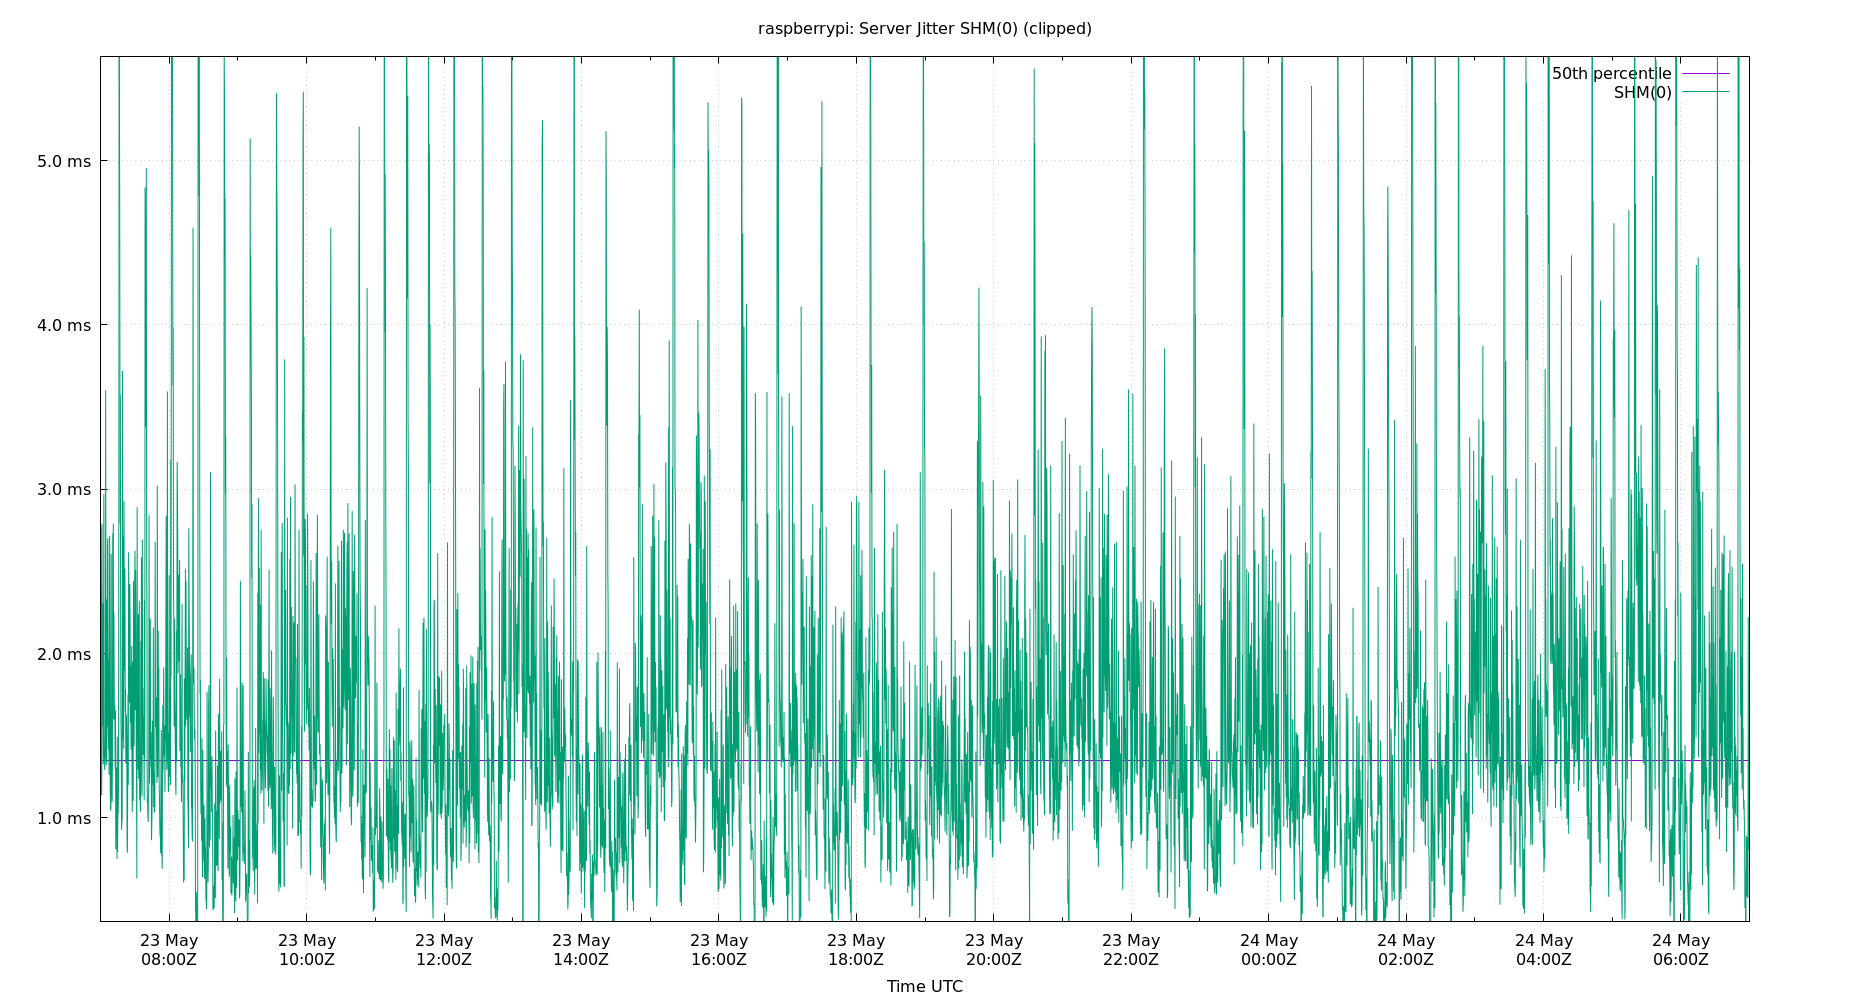 raspberrypi: Server Jitter SHM(0) (clipped)
50th percentile
SHM(0)
5.0 ms
4.0 ms
3.0 ms
2.0 ms
1.0 ms
23 May 23 May 23 May 23 May 23 May 23 May 23 May 23 May 24 May 24 May 24 May 24 May
08:00Z 10:00Z 12:00Z 14:00Z 16:00Z 18:00Z 20:00Z 22:00Z 00:00Z 02:00Z 04:00Z 06:00Z
Time UTC